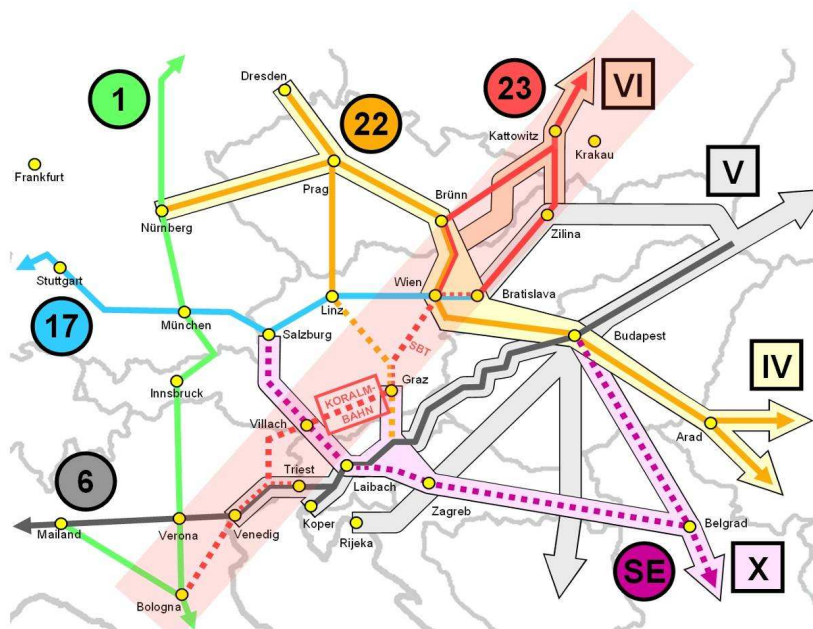 Dresden
1
22
23
VI
Kattowitz
Krakau
Frankfurt
Prag
Brünn
V
Nürnberg
Zilina
Stuttgart
Wien
Bratislava
17
München
Linz
Salzburg
SBT
Budapest
Graz
IV
Innsbruck
KORALM-
BAHN
Villach
Arad
6
Triest
Laibach
Zagreb
Mailand
Verona
Venedig
Koper
Rijeka
Belgrad
SE
X
Bologna